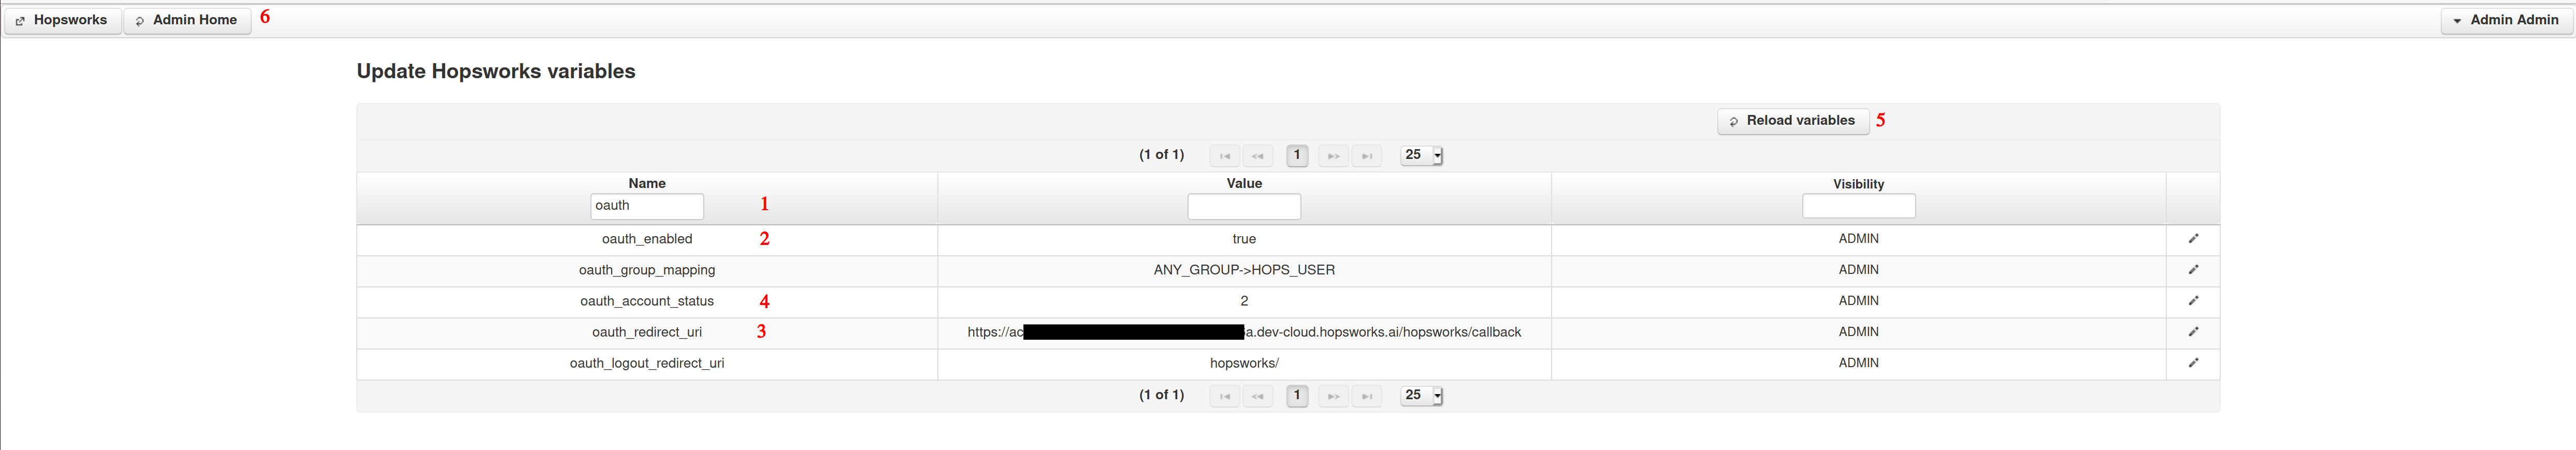 Hopsworks Admin Home 6 Admin Admin
Update Hopsworks variables
Reload variables 5
(1 of 1) 1 25
Name Value Visibility
oauth 1
oauth_enabled 2 true ADMIN
oauth_group_mapping ANY_GROUP->HOPS_USER ADMIN
oauth_account_status 4 2 ADMIN
oauth_redirect_uri 3 https://ac a.dev-cloud.hopsworks.ai/hopsworks/callback ADMIN
oauth_logout_redirect_uri hopsworks/ ADMIN
(1 of 1) 1 25